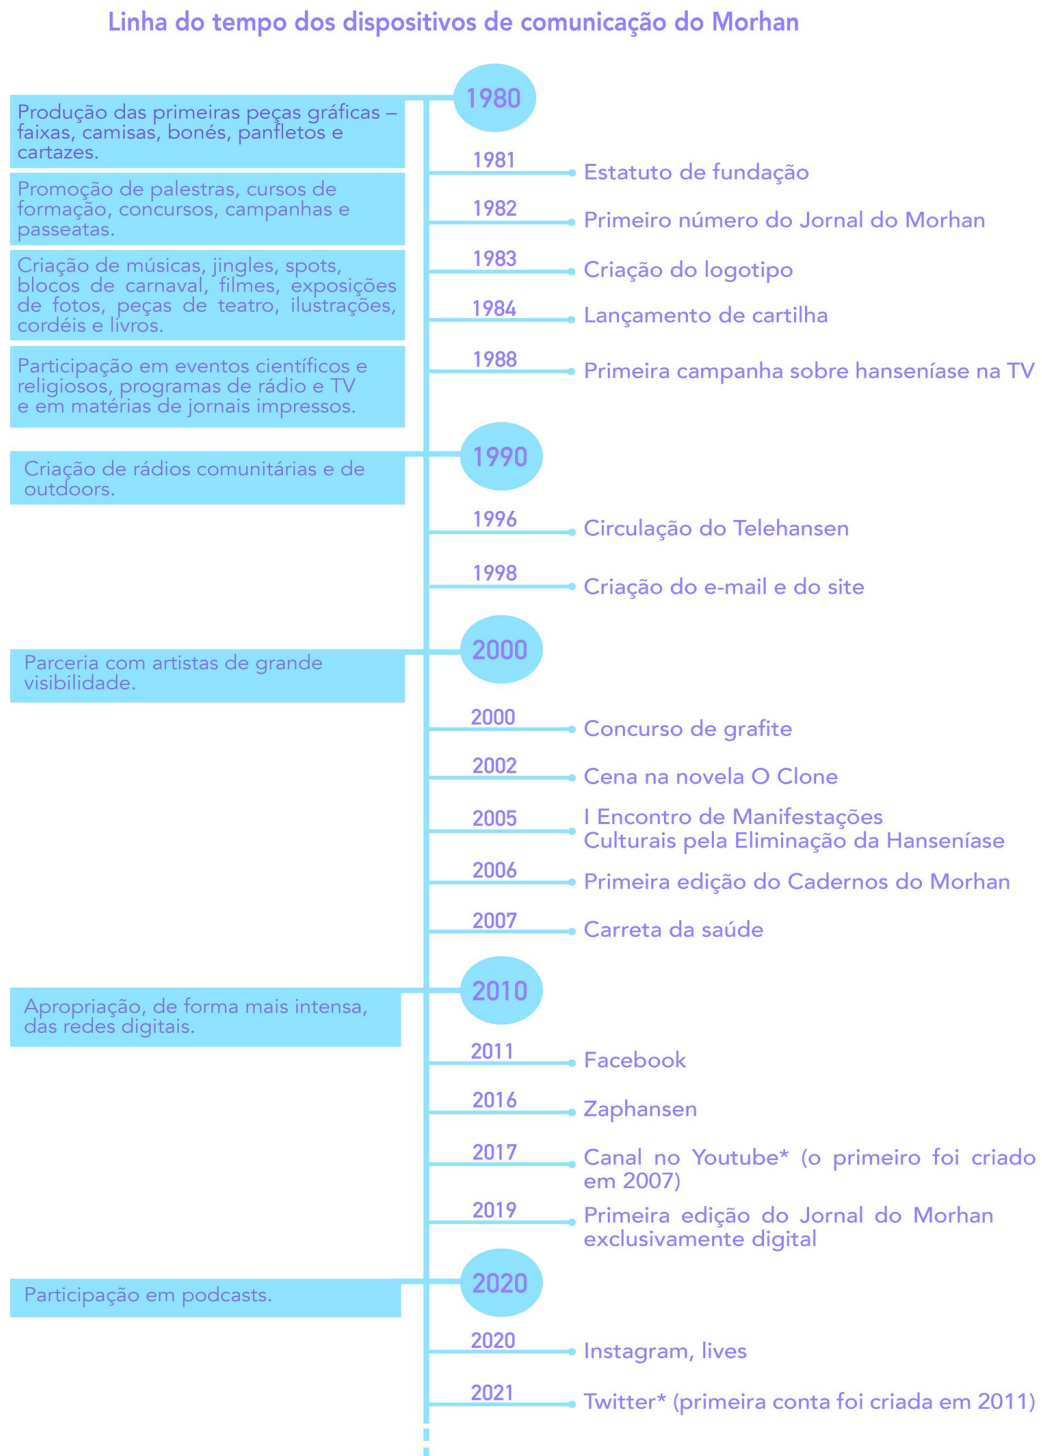 Linha do tempo dos dispositivos de comunicação do Morhan
1980
Produção das primeiras peças gráficas –
faixas, camisas, bonés, panfletos e
cartazes.
Promoção de palestras, cursos de
formação, concursos, campanhas e
passeatas.
Criação de músicas, jingles, spots,
blocos de carnaval, filmes, exposições
de fotos, peças de teatro, ilustrações,
cordéis e livros.
Participação em eventos científicos e
religiosos, programas de rádio e TV
e em matérias de jornais impressos.
1981
Estatuto de fundação
1982
Primeiro número do Jornal do Morhan
1983
Criação do logotipo
1984
Lançamento de cartilha
1988
Primeira campanha sobre hanseníase na TV
1990
Criação de rádios comunitárias e de
outdoors.
1996
Circulação do Telehansen
1998
Criação do e-mail e do site
2000
Parceria com artistas de grande
visibilidade.
2000
Concurso de grafite
2002
Cena na novela O Clone
2005
I Encontro de Manifestações
Culturais pela Eliminação da Hanseníase
2006
Primeira edição do Cadernos do Morhan
2007
Carreta da saúde
2010
Apropriação, de forma mais intensa,
das redes digitais.
2011
Facebook
2016
Zaphansen
2017
Canal no Youtube* (o primeiro foi criado
em 2007)
2019
Primeira edição do Jornal do Morhan
exclusivamente digital
2020
Participação em podcasts.
2020
Instagram, lives
2021
Twitter* (primeira conta foi criada em 2011)